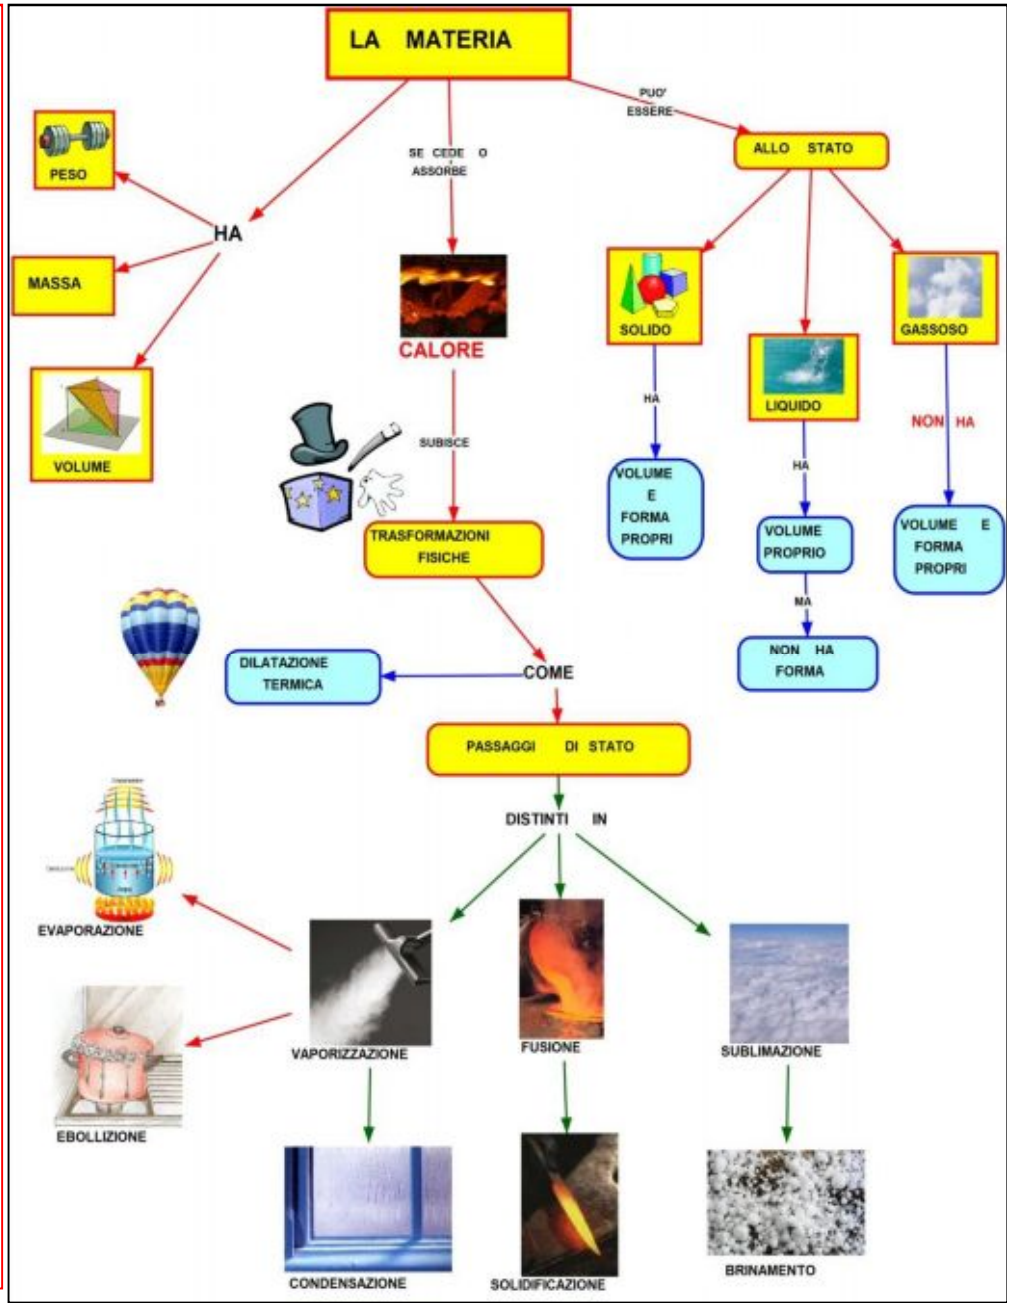 LA MATERIA
PUO'
ESSERE
SE CEDE O
ASSORBE
ALLO STATO
PESO
HA
MASSA
VOLUME
CALORE
SUBISCE
TRASFORMAZIONI
FISICHE
SOLIDO
HA
VOLUME
E
FORMA
PROPRI
LIQUIDO
HA
VOLUME
PROPRIO
MA
NON HA
FORMA
GASSOSO
NON HA
VOLUME E
FORMA
PROPRI
COME
DILATAZIONE
TERMICA
PASSAGGI DI STATO
DISTINTI IN
EVAPORAZIONE
EBOLLIZIONE
VAPORIZZAZIONE
FUSIONE
SUBLIMAZIONE
CONDENSAZIONE
SOLIDIFICAZIONE
BRINAMENTO